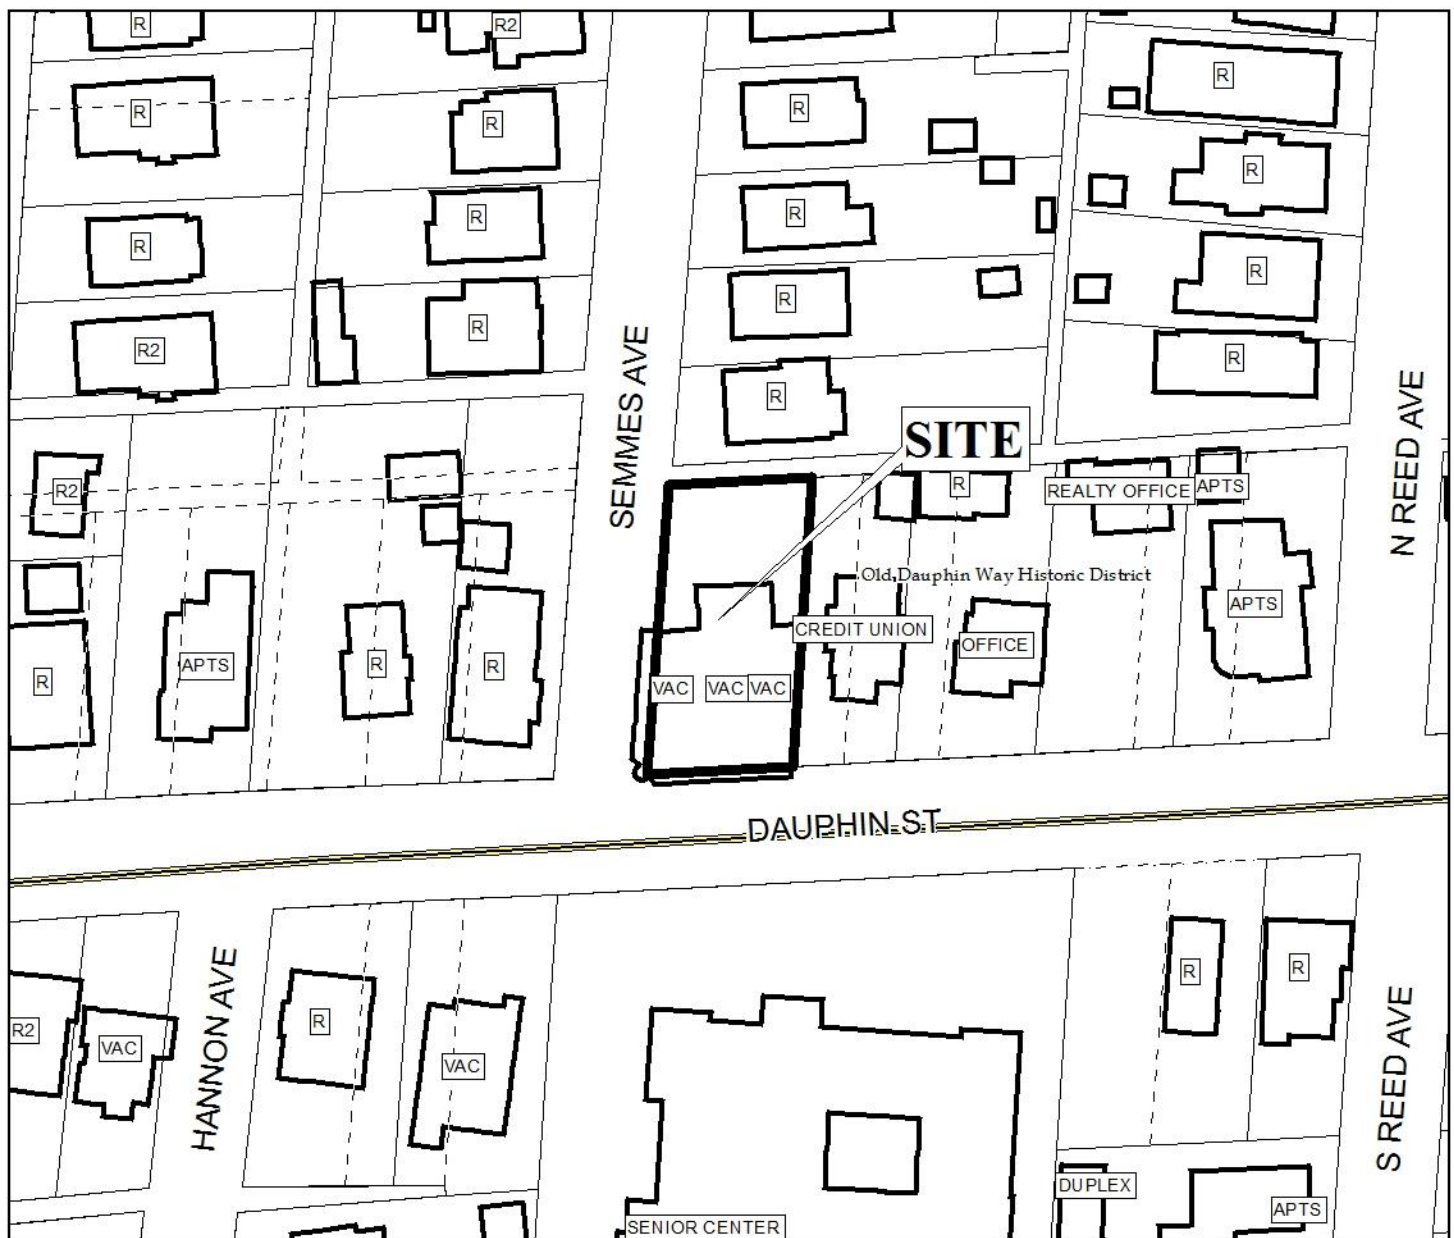 R
R2
R
R
R
R
R
R
R
R
R
R
R
R
R2
R
R
R
SEMMES AVE
N REED AVE
SITE
R2
R
REALTY OFFICE
APTS
Old Dauphin Way Historic District
APTS
CREDIT UNION
OFFICE
R
APTS
R
R
VAC
VAC
VAC
DAUPHIN ST
HANNON AVE
S REED AVE
R2
VAC
R
VAC
R
R
DUPLEX
APTS
SENIOR CENTER